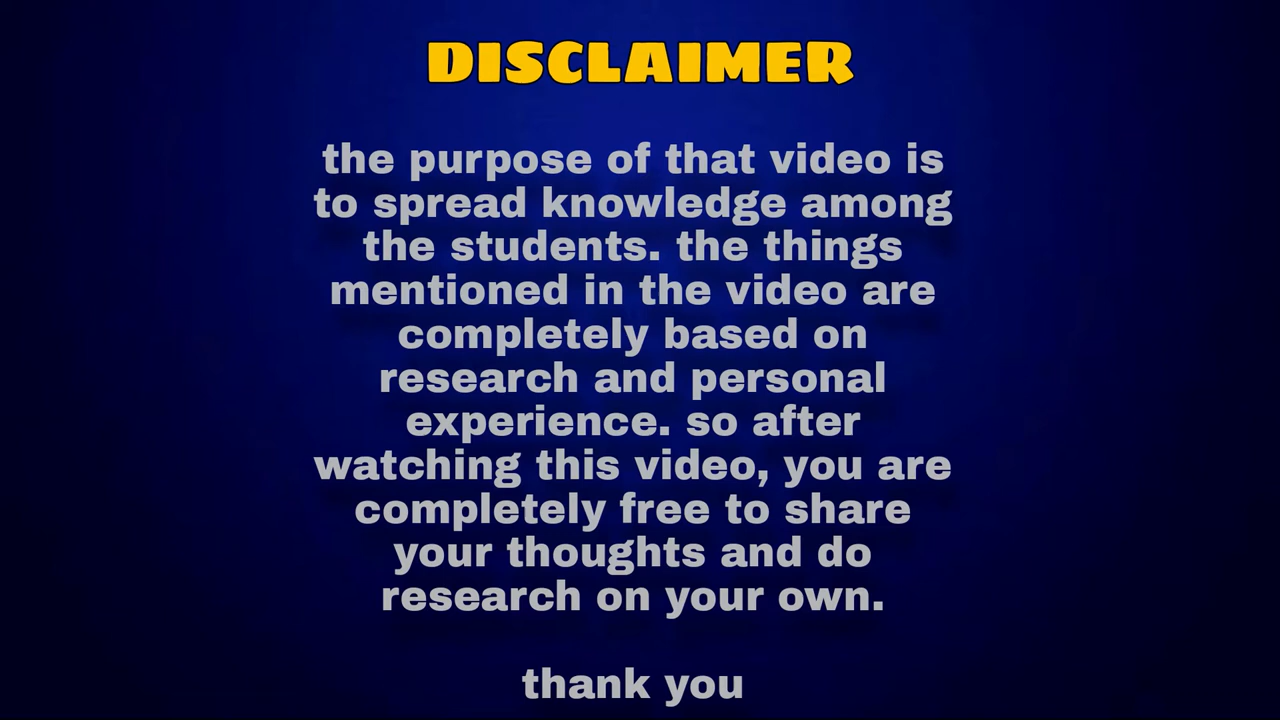 DISCLAIMER
the purpose of that video is
to spread knowledge among
the students. the things
mentioned in the video are
completely based on
research and personal
experience. so after
watching this video, you are
completely free to share
your thoughts and do
research on your own.
thank you